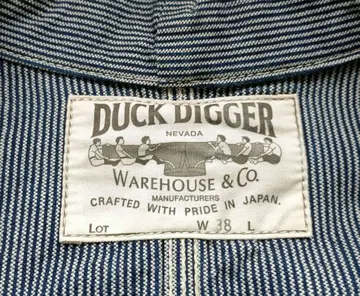 DUCK DIGGER
NEVADA
WAREHOUSE & CO.
MANUFACTURERS
CRAFTED WITH PRIDE IN JAPAN.
LOT W 38 L